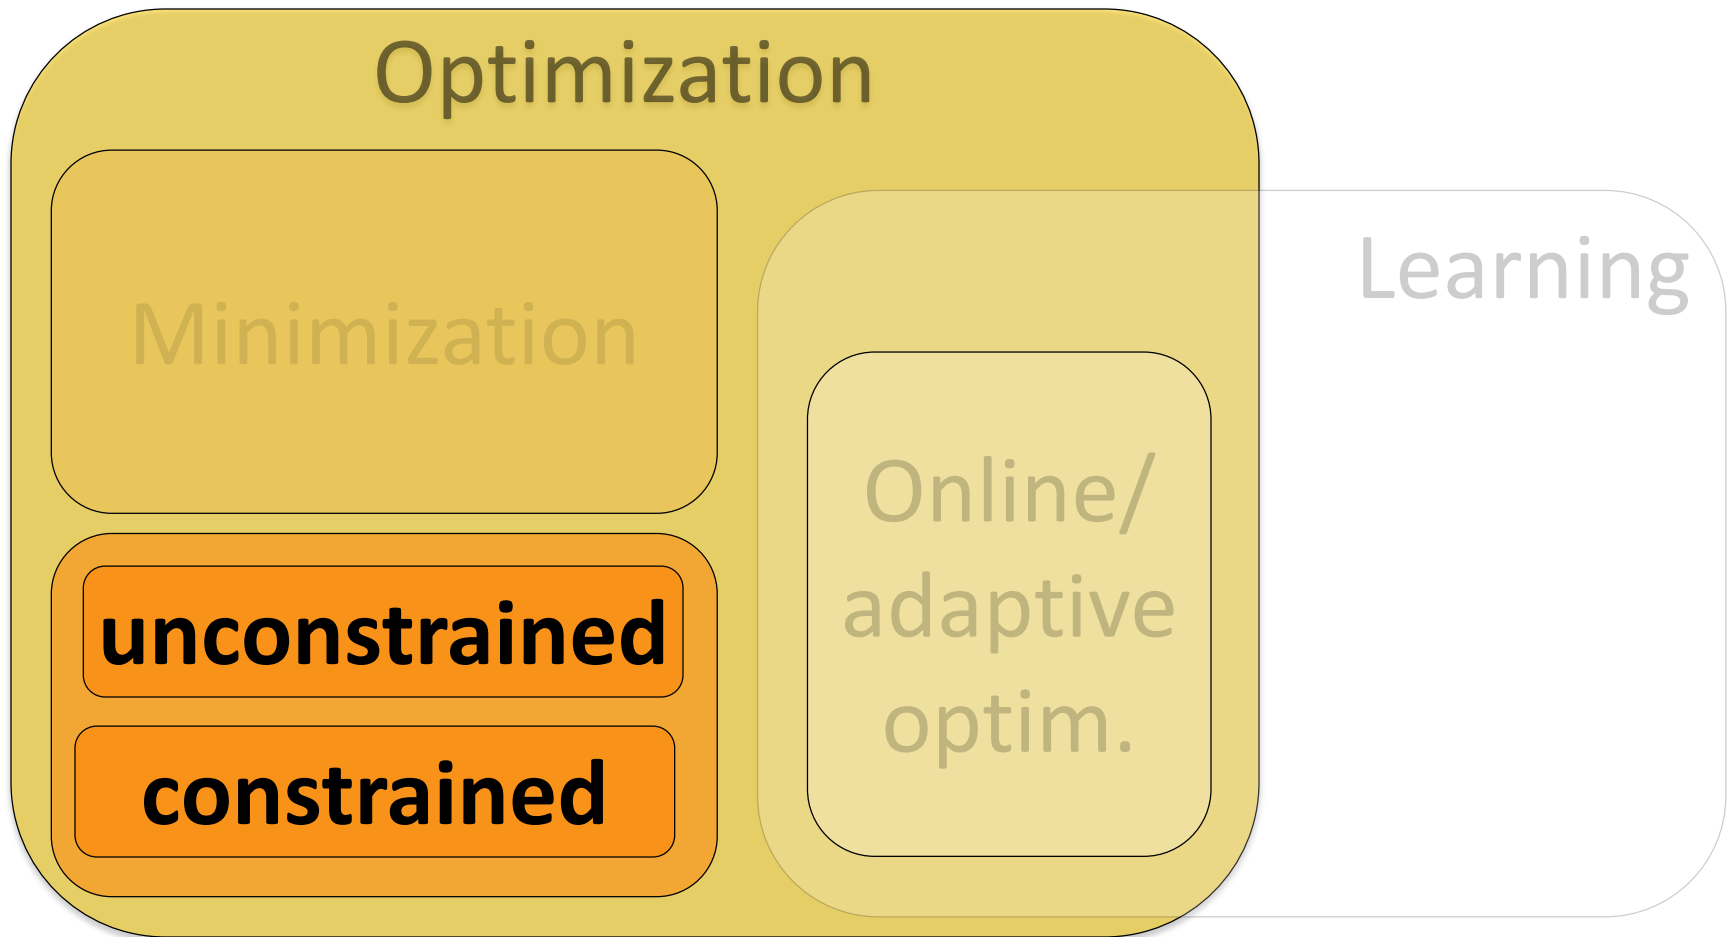 Optimization
Minimization
Learning
Online/
adaptive
optim.
unconstrained
constrained